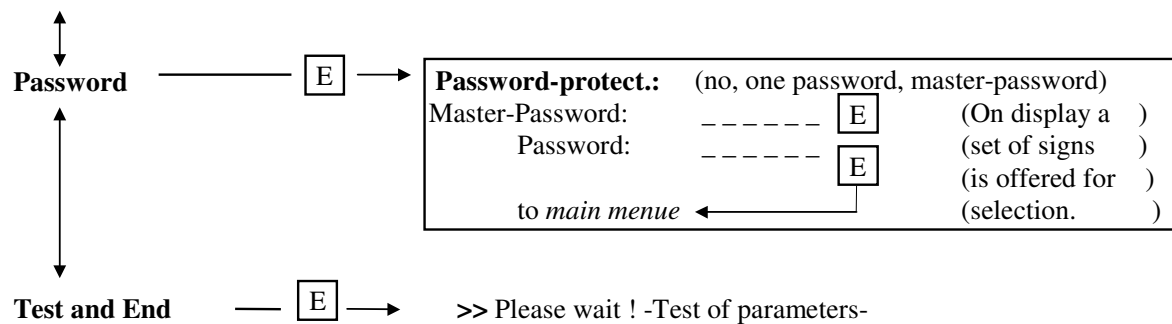 Password E Password-protect.: (no, one password, master-password)
Master-Password: _ _ _ _ _ _ E (On display a )
Password: _ _ _ _ _ _ E (set of signs )
(is offered for )
to main menue (selection. )
Test and End E >> Please wait ! -Test of parameters-